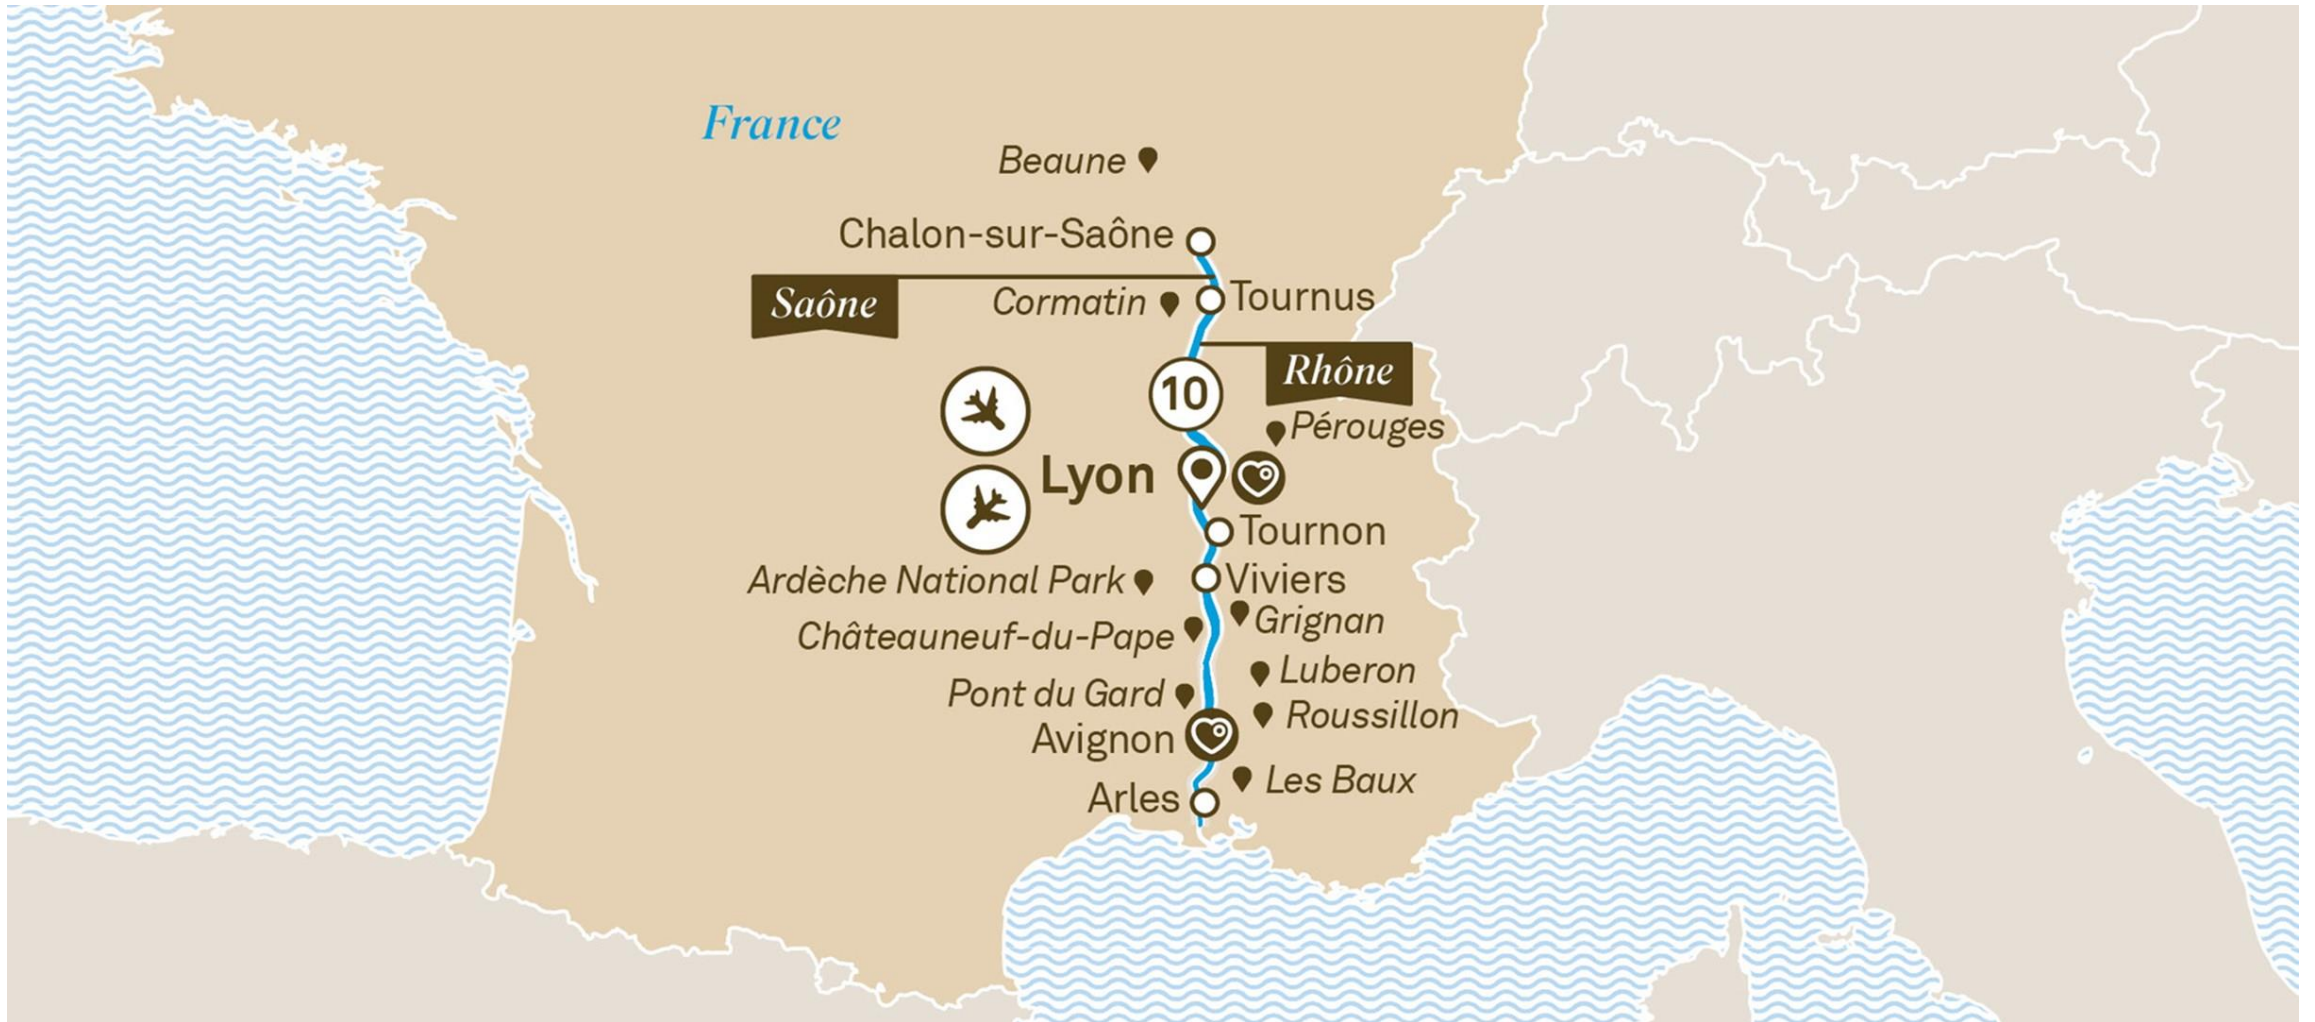 France
Beaune
Chalon-sur-Saône
Saône
Cormatin
Tournus
Rhône
10
Pérouges
Lyon
Tournon
Ardèche National Park
Viviers
Grignan
Châteauneuf-du-Pape
Luberon
Pont du Gard
Roussillon
Avignon
Les Baux
Arles